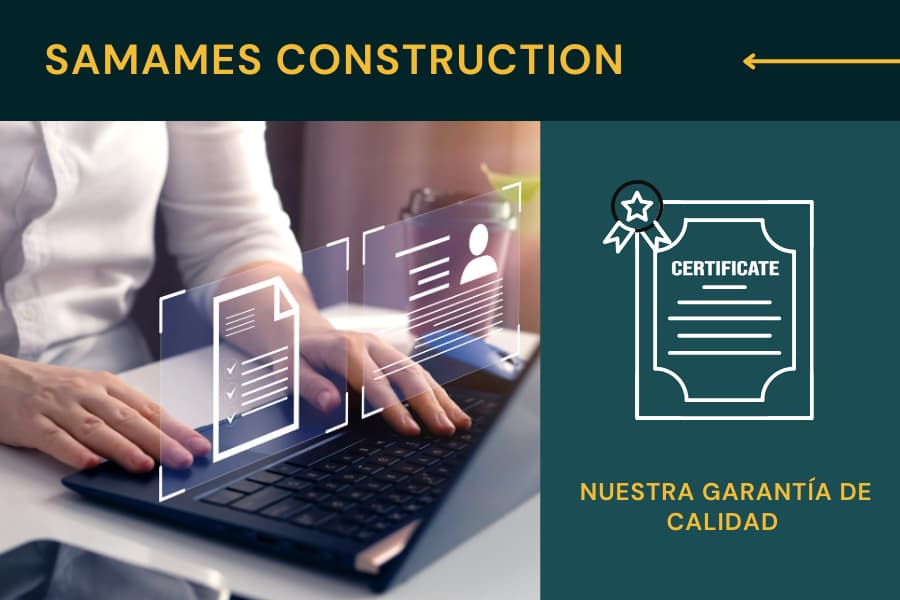 SAMAMES CONSTRUCTION
CERTIFICATE
NUESTRA GARANTÍA DE
CALIDAD